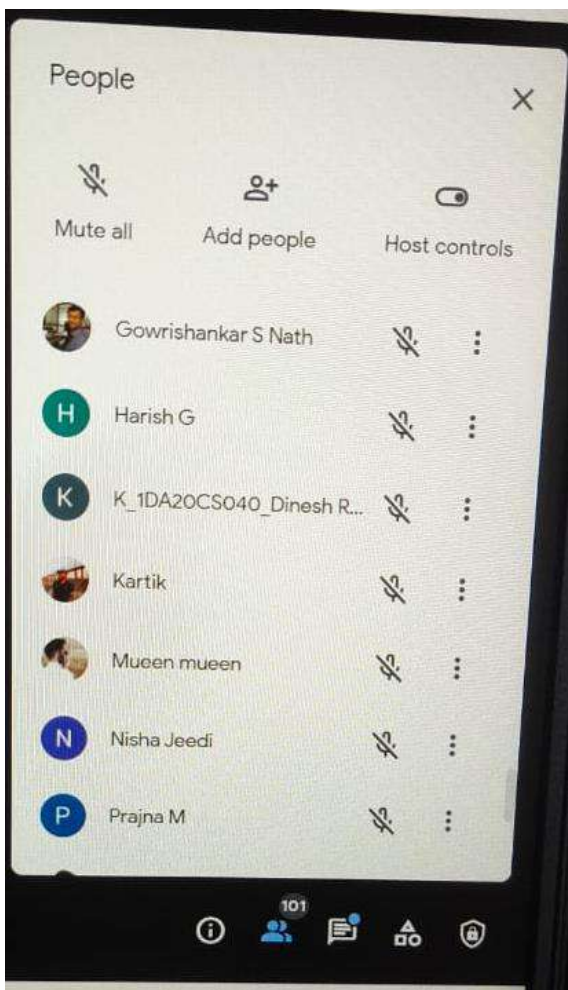 People
Mute all Add people Host controls
Gowrishankar S Nath
H Harish G
K K_1DA20CS040_Dinesh R...
Kartik
Mueen mueen
N Nisha Jeedi
P Prajna M
101